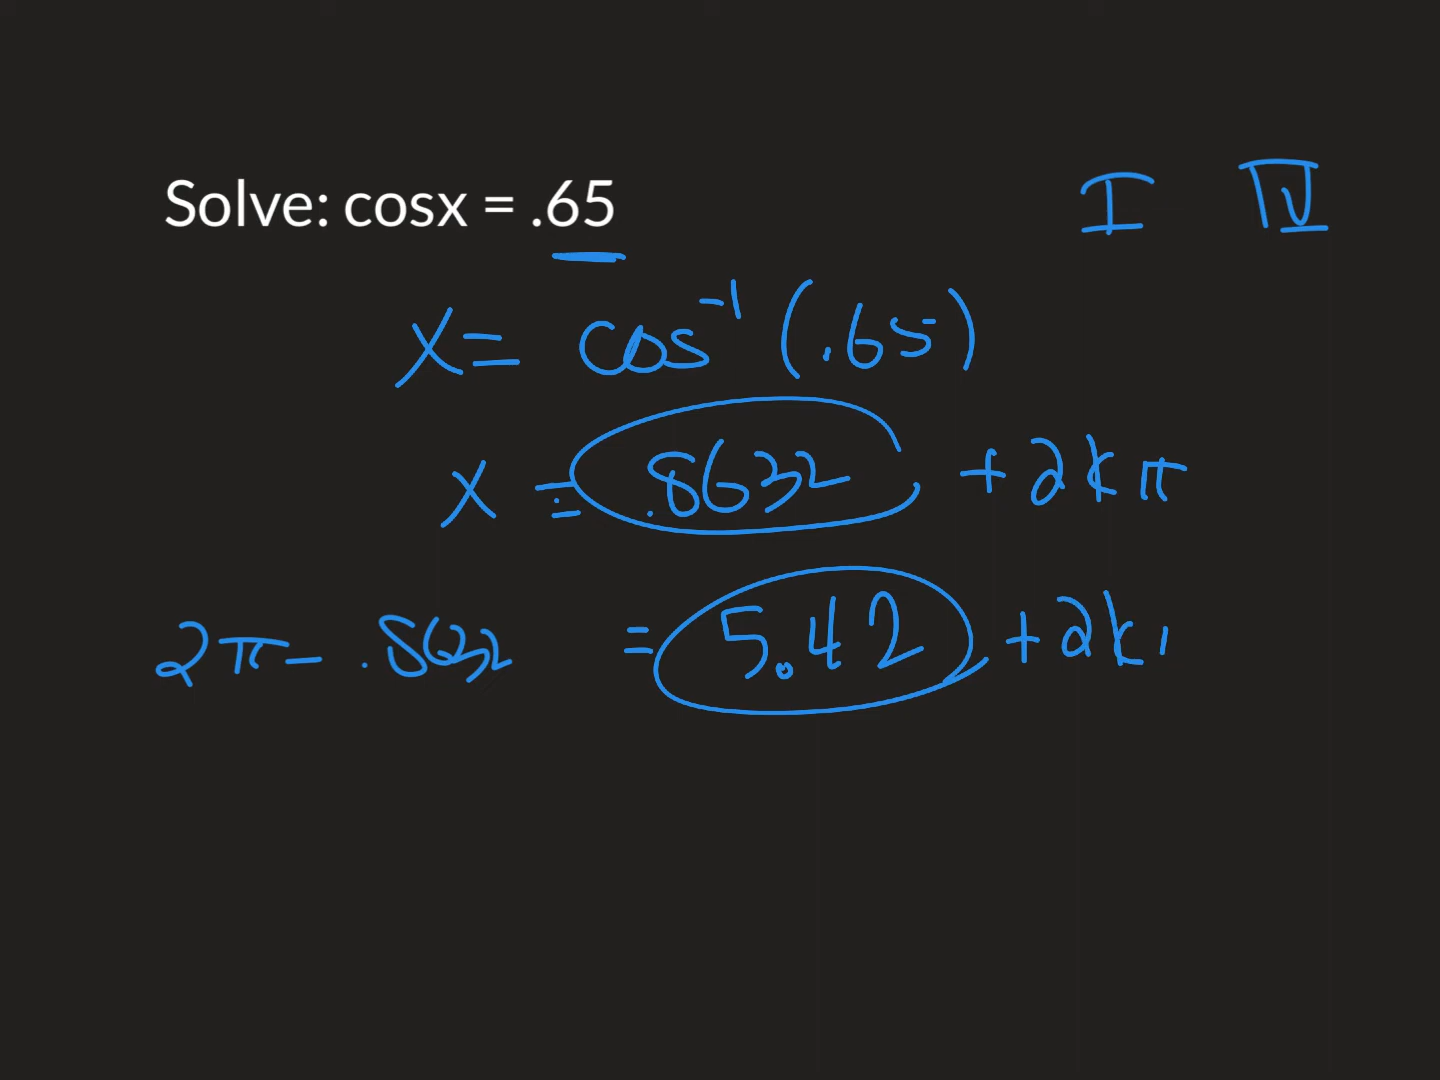 Solve: cosx = .65
I IV
x = cos⁻¹ (.65)
x = .8632 + 2kπ
2π - .8632 = 5.42 + 2k